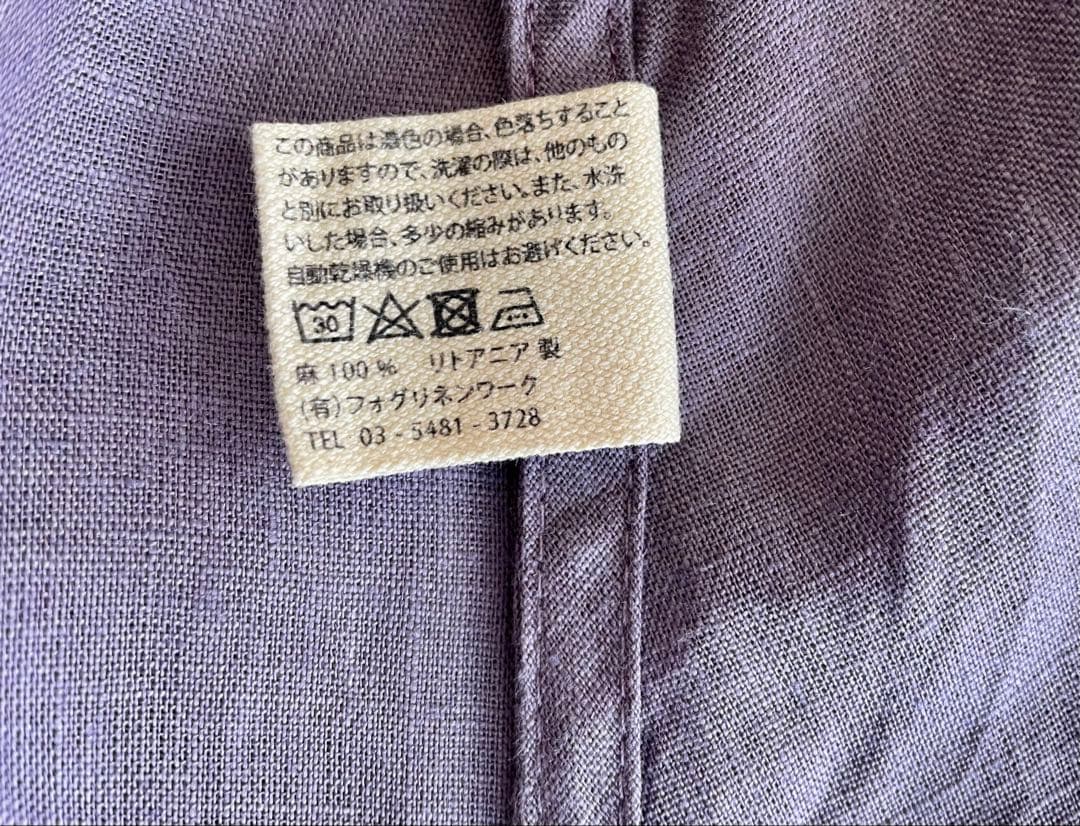 この商品は濃色の場合、色落ちすること
がありますので、洗濯の際は、他のもの
と別にお取り扱いください。また、水洗
いした場合、多少の縮みがあります。
自動乾燥機のご使用はお避けください。
30
麻 100 % リトアニア 製
(有)フォグリネンワーク
TEL 03 - 5481 - 3728